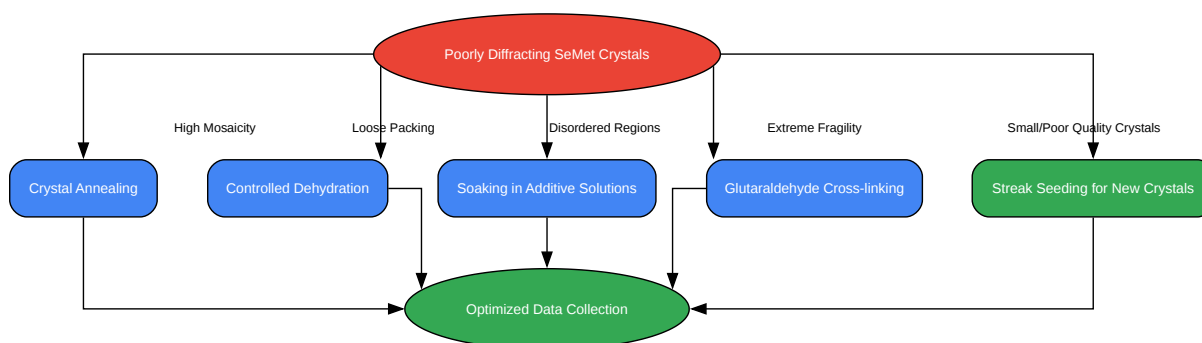 Poorly Diffracting SeMet Crystals
High Mosaicity
Loose Packing
Disordered Regions
Extreme Fragility
Small/Poor Quality Crystals
Crystal Annealing
Controlled Dehydration
Soaking in Additive Solutions
Glutaraldehyde Cross-linking
Streak Seeding for New Crystals
Optimized Data Collection